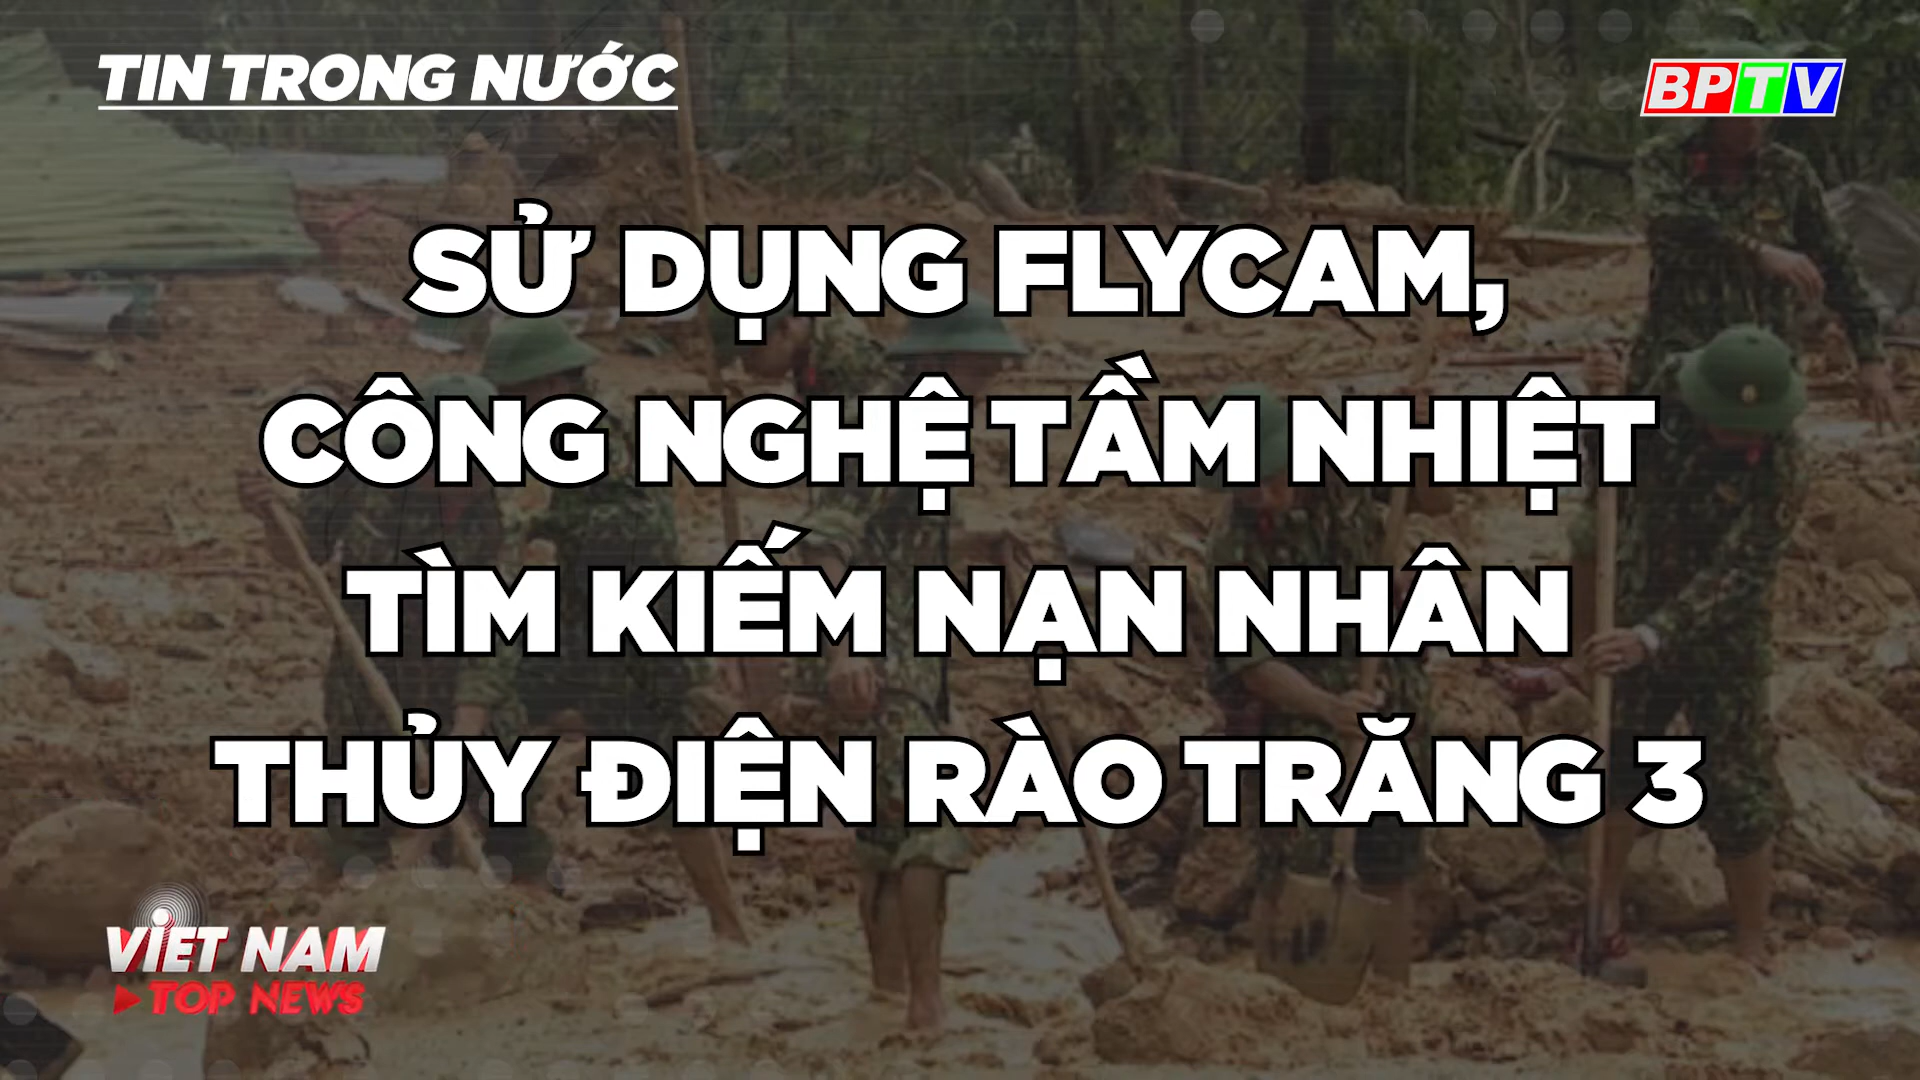 TIN TRONG NƯỚC
BPTV
SỬ DỤNG FLYCAM,
CÔNG NGHỆ TẦM NHIỆT
TÌM KIẾM NẠN NHÂN
THỦY ĐIỆN RÀO TRĂNG 3
VIET NAM
TOP NEWS